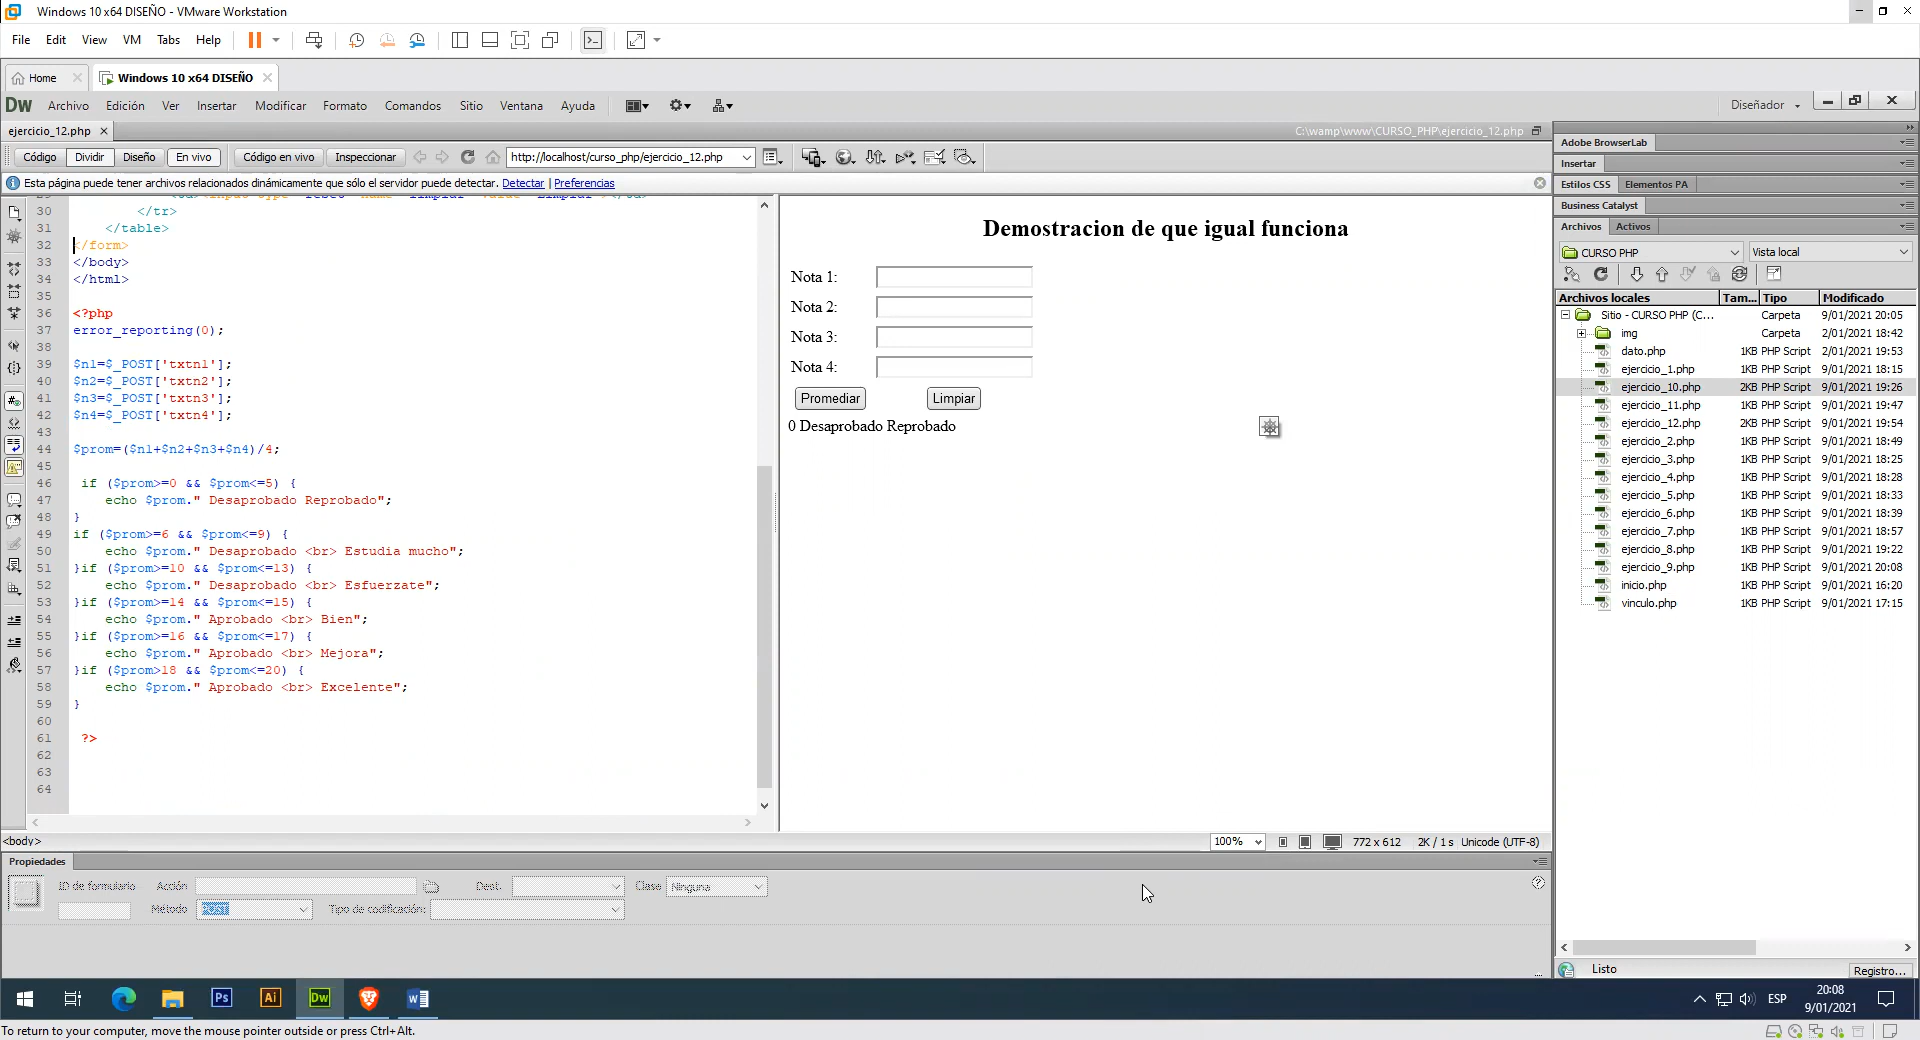 Windows 10 x64 DISEÑO - VMware Workstation
File Edit View VM Tabs Help
Home Windows 10 x64 DISEÑO
Dw Archivo Edición Ver Insertar Modificar Formato Comandos Sitio Ventana Ayuda Diseñador
ejercicio_12.php C:\wamp\www\CURSO_PHP\ejercicio_12.php
Código Dividir Diseño En vivo Código en vivo Inspeccionar http://localhost/curso_php/ejercicio_12.php
Esta página puede tener archivos relacionados dinámicamente que sólo el servidor puede detectar. Detectar | Preferencias
30 </tr>
31 </table>
32 </form>
33 </body>
34 </html>
35
36 <?php
37 error_reporting(0);
38
39 $n1=$_POST['txtn1'];
40 $n2=$_POST['txtn2'];
41 $n3=$_POST['txtn3'];
42 $n4=$_POST['txtn4'];
43
44 $prom=($n1+$n2+$n3+$n4)/4;
45
46 if ($prom>=0 && $prom<=5) {
47 echo $prom." Desaprobado Reprobado";
48 }
49 if ($prom>=6 && $prom<=9) {
50 echo $prom." Desaprobado <br> Estudia mucho";
51 }if ($prom>=10 && $prom<=13) {
52 echo $prom." Desaprobado <br> Esfuerzate";
53 }if ($prom>=14 && $prom<=15) {
54 echo $prom." Aprobado <br> Bien";
55 }if ($prom>=16 && $prom<=17) {
56 echo $prom." Aprobado <br> Mejora";
57 }if ($prom>18 && $prom<=20) {
58 echo $prom." Aprobado <br> Excelente";
59 }
60
61 ?>
62
63
64
Demostracion de que igual funciona
Nota 1:
Nota 2:
Nota 3:
Nota 4:
Promediar Limpiar
0 Desaprobado Reprobado
<body> 100% 772 x 612 2K / 1 s Unicode (UTF-8)
Propiedades
ID de formulario Acción Dest. Clase Ninguna
Método POST Tipo de codificación:
Adobe BrowserLab
Insertar
Estilos CSS Elementos PA
Business Catalyst
Archivos Activos
CURSO PHP Vista local
Archivos locales Tam... Tipo Modificado
Sitio - CURSO PHP (C... Carpeta 9/01/2021 20:05
img Carpeta 2/01/2021 18:42
dato.php 1KB PHP Script 2/01/2021 19:53
ejercicio_1.php 1KB PHP Script 9/01/2021 18:15
ejercicio_10.php 2KB PHP Script 9/01/2021 19:26
ejercicio_11.php 1KB PHP Script 9/01/2021 19:47
ejercicio_12.php 2KB PHP Script 9/01/2021 19:54
ejercicio_2.php 1KB PHP Script 9/01/2021 18:49
ejercicio_3.php 1KB PHP Script 9/01/2021 18:25
ejercicio_4.php 1KB PHP Script 9/01/2021 18:28
ejercicio_5.php 1KB PHP Script 9/01/2021 18:33
ejercicio_6.php 1KB PHP Script 9/01/2021 18:39
ejercicio_7.php 1KB PHP Script 9/01/2021 18:57
ejercicio_8.php 1KB PHP Script 9/01/2021 19:22
ejercicio_9.php 1KB PHP Script 9/01/2021 20:08
inicio.php 1KB PHP Script 9/01/2021 16:20
vinculo.php 1KB PHP Script 9/01/2021 17:15
Listo Registro...
Ps Ai Dw ESP 20:08
9/01/2021
To return to your computer, move the mouse pointer outside or press Ctrl+Alt.